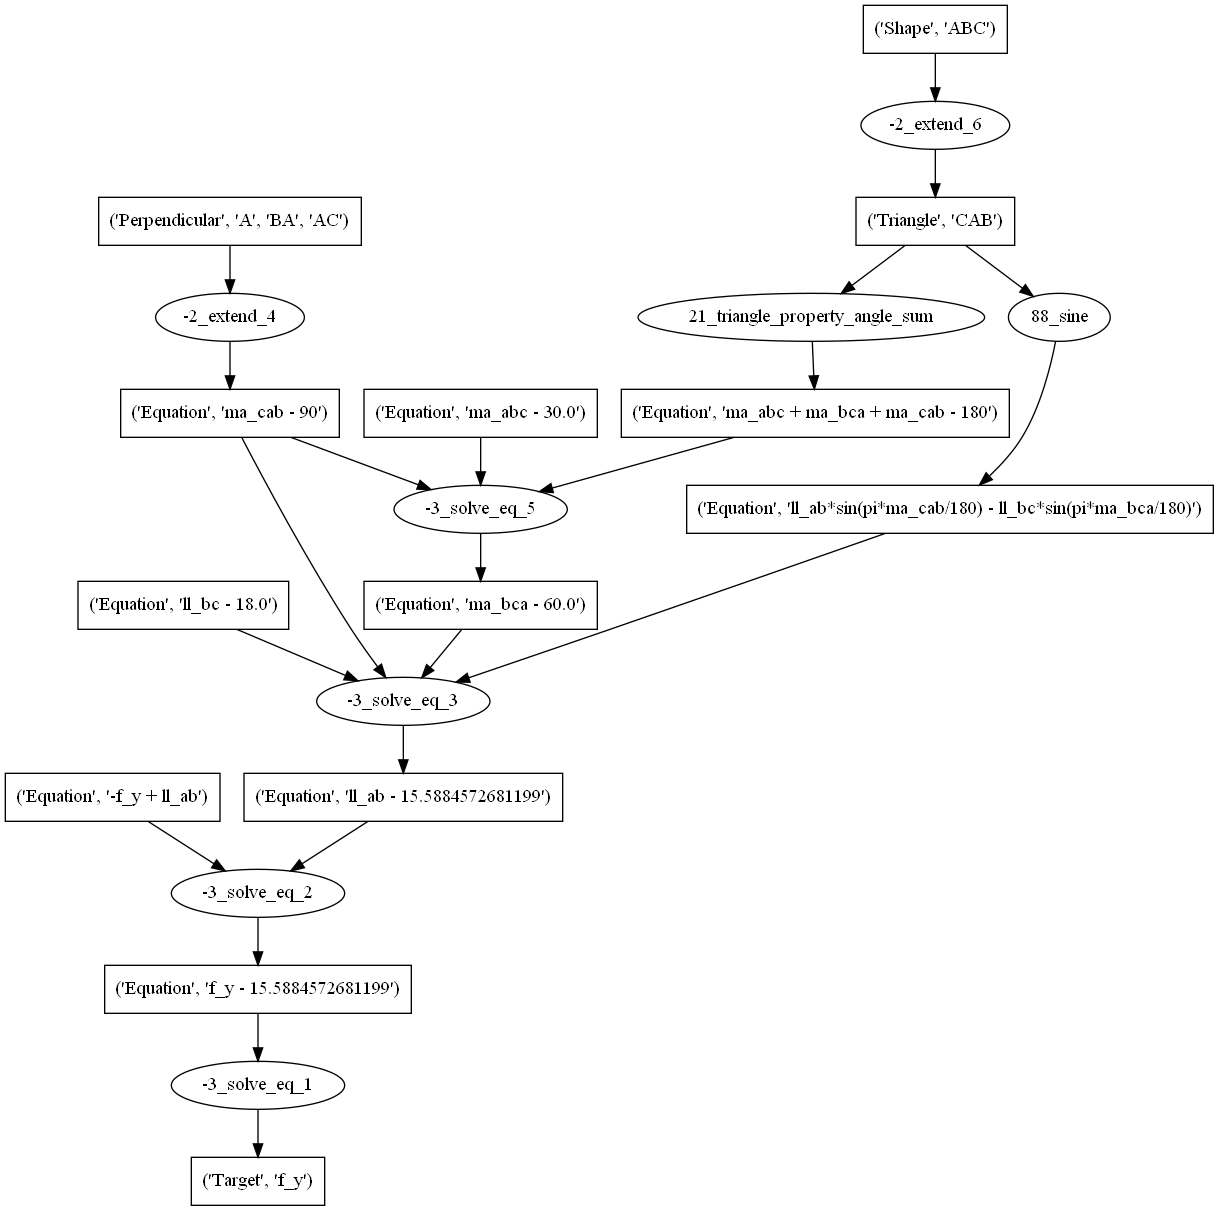 ('Shape', 'ABC')
-2_extend_6
('Perpendicular', 'A', 'BA', 'AC')
('Triangle', 'CAB')
-2_extend_4
21_triangle_property_angle_sum
88_sine
('Equation', 'ma_cab - 90')
('Equation', 'ma_abc - 30.0')
('Equation', 'ma_abc + ma_bca + ma_cab - 180')
-3_solve_eq_5
('Equation', 'll_ab*sin(pi*ma_cab/180) - ll_bc*sin(pi*ma_bca/180)')
('Equation', 'll_bc - 18.0')
('Equation', 'ma_bca - 60.0')
-3_solve_eq_3
('Equation', '-f_y + ll_ab')
('Equation', 'll_ab - 15.5884572681199')
-3_solve_eq_2
('Equation', 'f_y - 15.5884572681199')
-3_solve_eq_1
('Target', 'f_y')